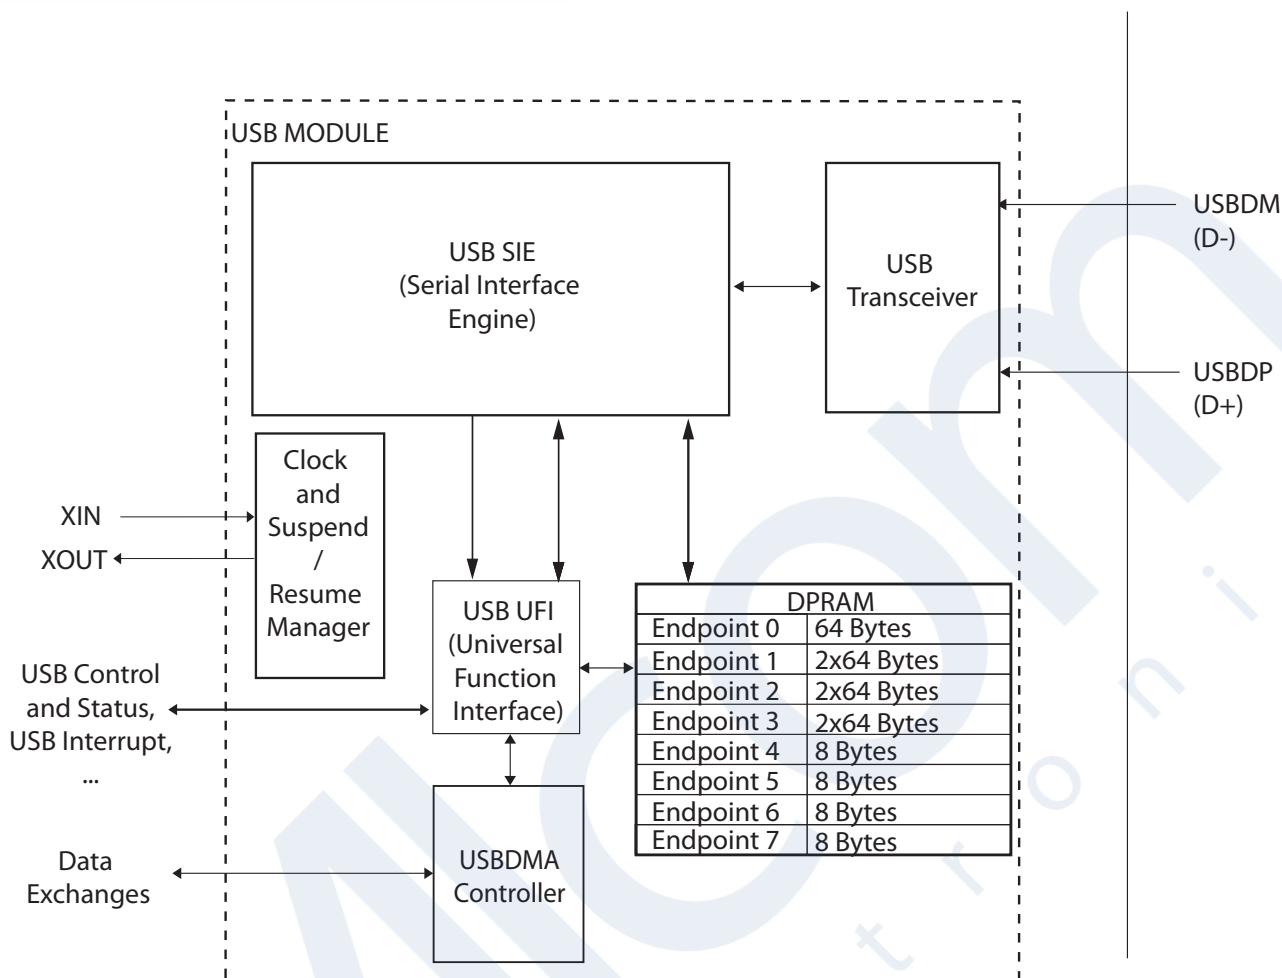 USB MODULE
USB SIE
(Serial Interface
Engine)
USB
Transceiver
USBDM
(D-)
USBDP
(D+)
Clock
and
Suspend
/
Resume
Manager
XIN
XOUT
USB UFI
(Universal
Function
Interface)
USB Control
and Status,
USB Interrupt,
...
DPRAM
Endpoint 0 64 Bytes
Endpoint 1 2x64 Bytes
Endpoint 2 2x64 Bytes
Endpoint 3 2x64 Bytes
Endpoint 4 8 Bytes
Endpoint 5 8 Bytes
Endpoint 6 8 Bytes
Endpoint 7 8 Bytes
USBDMA
Controller
Data
Exchanges